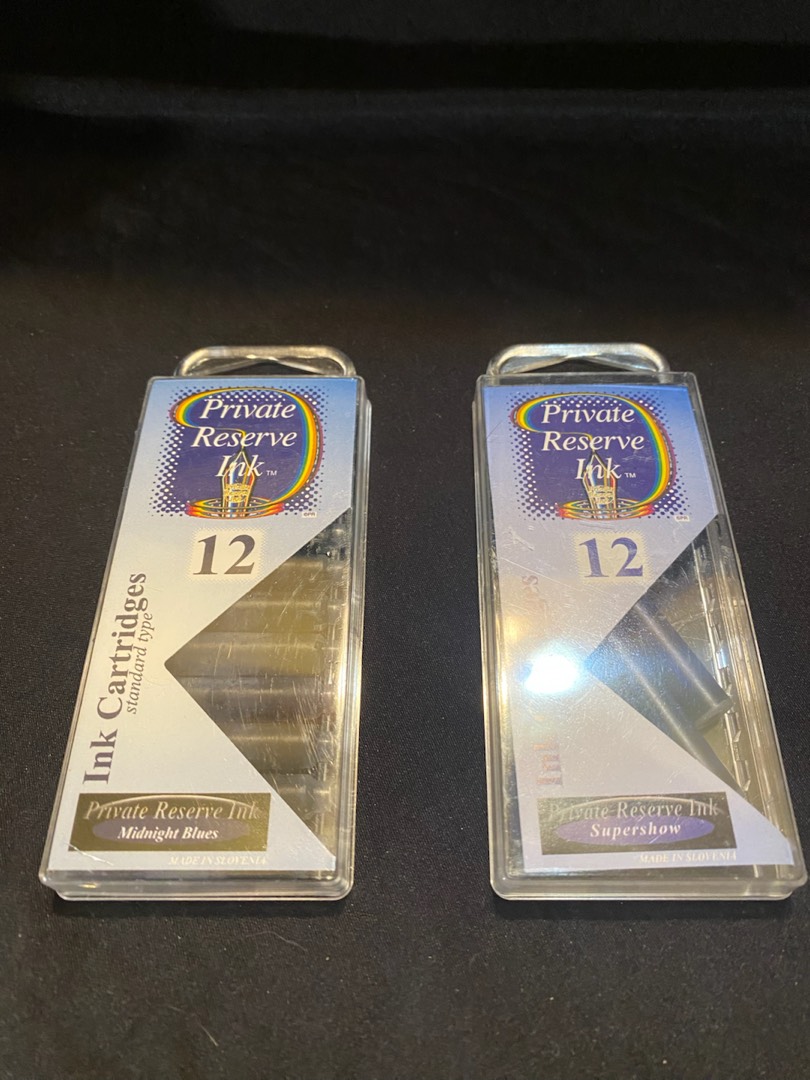 Private
Reserve
Ink™
12
Ink Cartridges
standard type
Private Reserve Ink
Midnight Blues
MADE IN SLOVENIA
Private
Reserve
Ink™
12
Private Reserve Ink
Supershow
MADE IN SLOVENIA